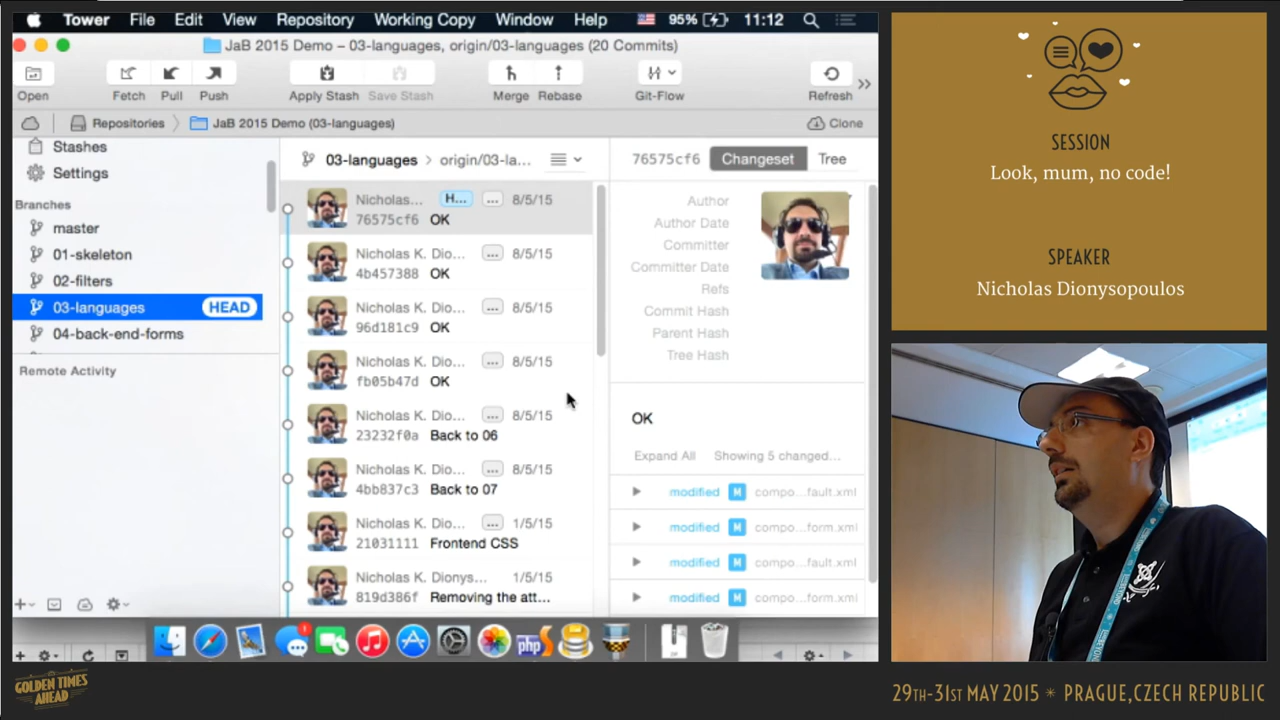 Tower File Edit View Repository Working Copy Window Help 95% 11:12
JaB 2015 Demo – 03-languages, origin/03-languages (20 Commits)
Open Fetch Pull Push Apply Stash Save Stash Merge Rebase Git-Flow Refresh
Repositories JaB 2015 Demo (03-languages) Clone
Stashes
Settings
Branches
master
01-skeleton
02-filters
03-languages HEAD
04-back-end-forms
Remote Activity
03-languages › origin/03-la...
Nicholas... H... ... 8/5/15
76575cf6 OK
Nicholas K. Dio... ... 8/5/15
4b457388 OK
Nicholas K. Dio... ... 8/5/15
96d181c9 OK
Nicholas K. Dio... ... 8/5/15
fb05b47d OK
Nicholas K. Dio... ... 8/5/15
23232f0a Back to 06
Nicholas K. Dio... ... 8/5/15
4bb837c3 Back to 07
Nicholas K. Dio... ... 1/5/15
21031111 Frontend CSS
Nicholas K. Dionys... 1/5/15
819d386f Removing the att...
76575cf6 Changeset Tree
Author
Author Date
Committer
Committer Date
Refs
Commit Hash
Parent Hash
Tree Hash
OK
Expand All Showing 5 changed...
modified M compo...fault.xml
modified M compo...form.xml
modified M compo...fault.xml
modified M compo...form.xml
php
SESSION
Look, mum, no code!
SPEAKER
Nicholas Dionysopoulos
GOLDEN TIMES
AHEAD
29TH-31ST MAY 2015 * PRAGUE,CZECH REPUBLIC